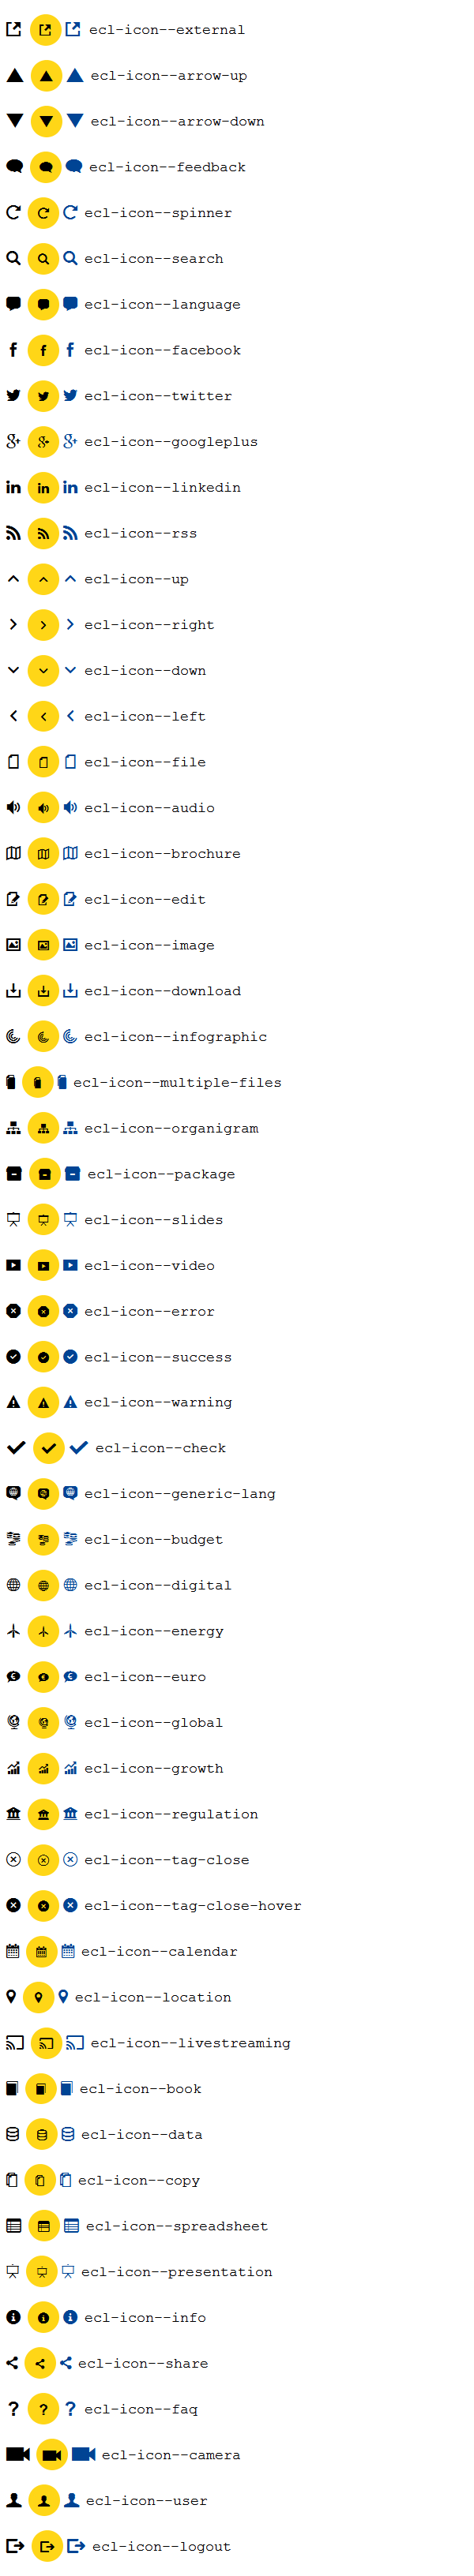 ecl-icon--external
ecl-icon--arrow-up
ecl-icon--arrow-down
ecl-icon--feedback
ecl-icon--spinner
ecl-icon--search
ecl-icon--language
ecl-icon--facebook
ecl-icon--twitter
ecl-icon--googleplus
ecl-icon--linkedin
ecl-icon--rss
ecl-icon--up
ecl-icon--right
ecl-icon--down
ecl-icon--left
ecl-icon--file
ecl-icon--audio
ecl-icon--brochure
ecl-icon--edit
ecl-icon--image
ecl-icon--download
ecl-icon--infographic
ecl-icon--multiple-files
ecl-icon--organigram
ecl-icon--package
ecl-icon--slides
ecl-icon--video
ecl-icon--error
ecl-icon--success
ecl-icon--warning
ecl-icon--check
ecl-icon--generic-lang
ecl-icon--budget
ecl-icon--digital
ecl-icon--energy
ecl-icon--euro
ecl-icon--global
ecl-icon--growth
ecl-icon--regulation
ecl-icon--tag-close
ecl-icon--tag-close-hover
ecl-icon--calendar
ecl-icon--location
ecl-icon--livestreaming
ecl-icon--book
ecl-icon--data
ecl-icon--copy
ecl-icon--spreadsheet
ecl-icon--presentation
ecl-icon--info
ecl-icon--share
ecl-icon--faq
ecl-icon--camera
ecl-icon--user
ecl-icon--logout